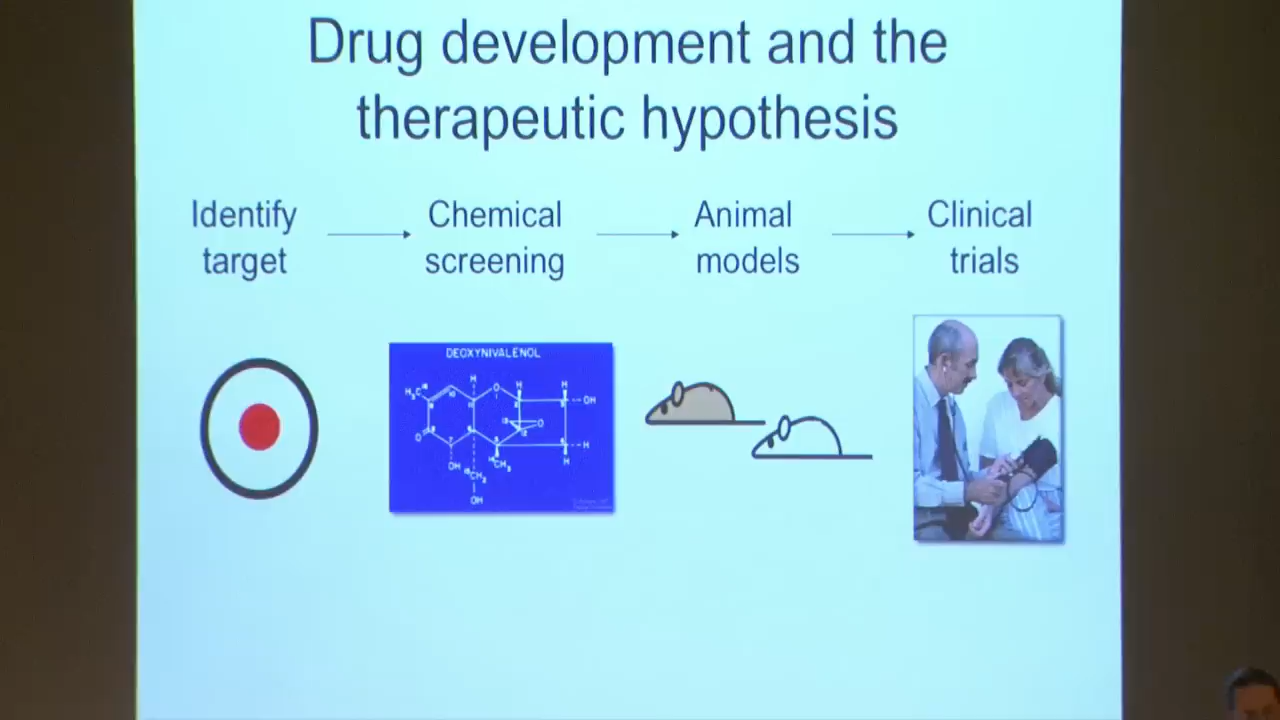 Drug development and the
therapeutic hypothesis
Identify
target
Chemical
screening
Animal
models
Clinical
trials
DEOXYNIVALENOL